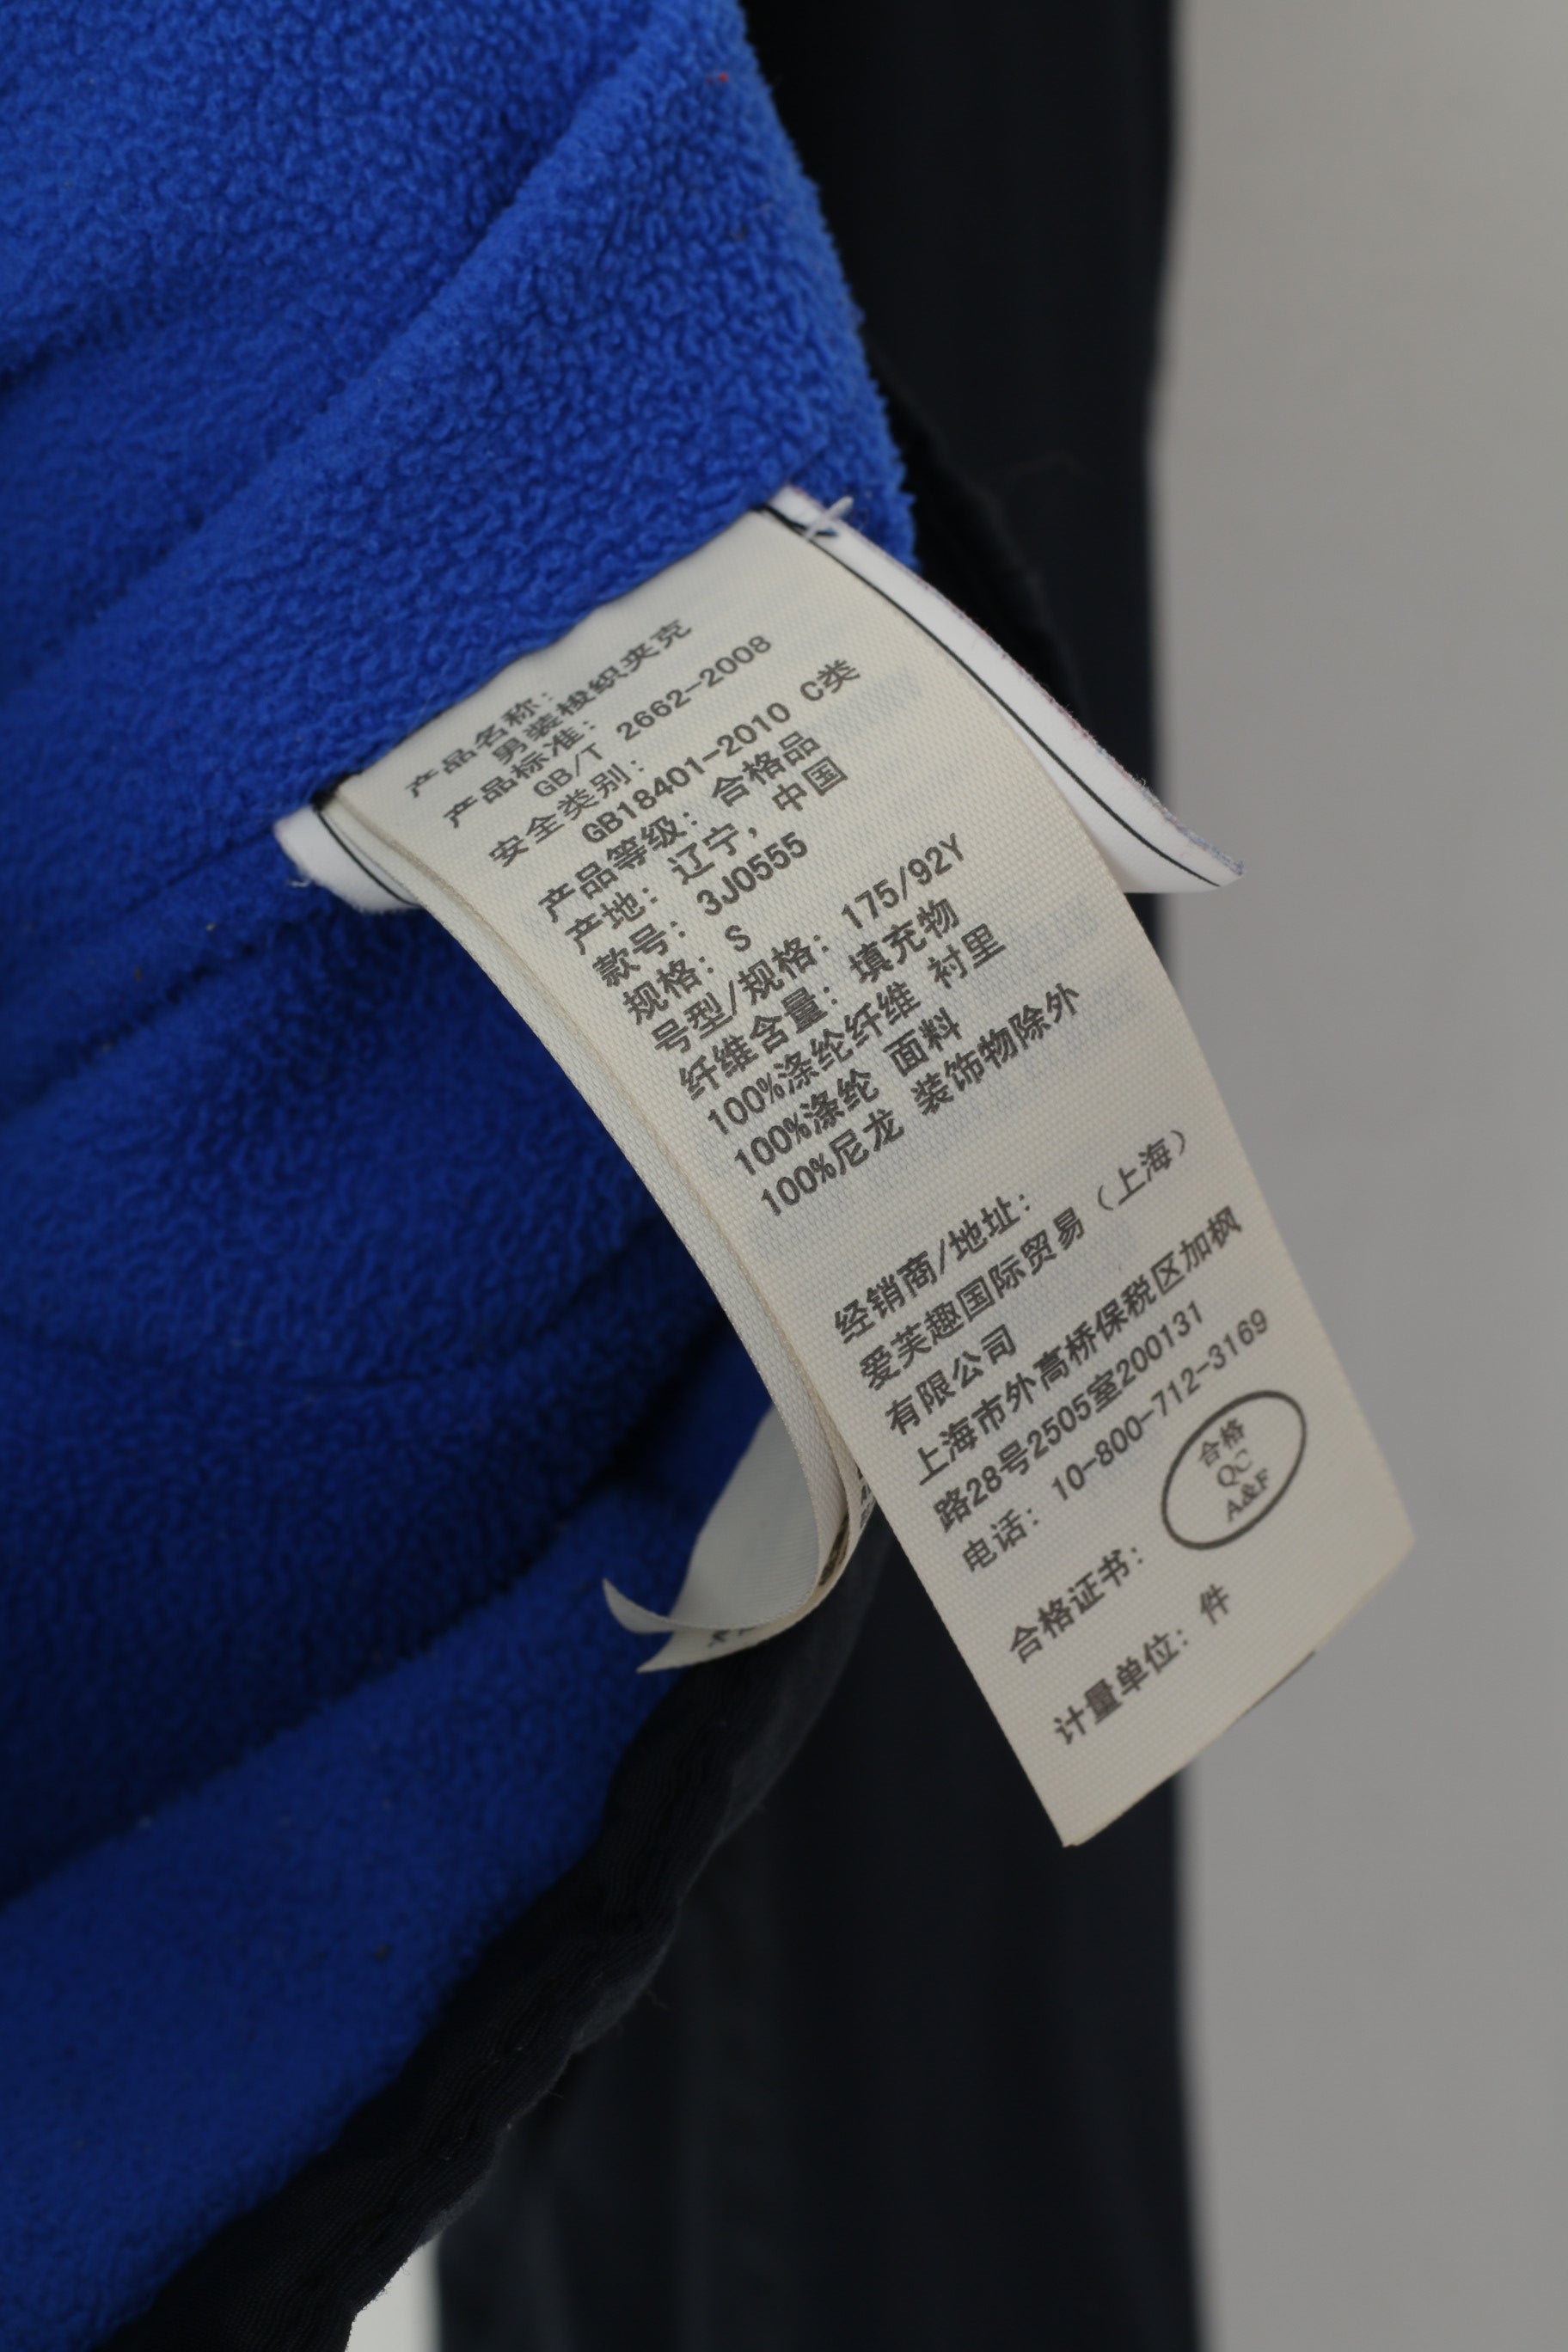 产品名称:
男装梭织夹克
产品标准:
GB/T 2662-2008
安全类别:
GB18401-2010 C类
产品等级: 合格品
产地: 辽宁, 中国
款号: 3J0555
规格: S
号型/规格: 175/92Y
纤维含量: 填充物
100%涤纶纤维 衬里
100%涤纶 面料
100%尼龙 装饰物除外
经销商/地址:
爱芙趣国际贸易(上海)
有限公司
上海市外高桥保税区加枫
路28号2505室200131
电话: 10-800-712-3169
合格证书:
合格
QC
A&F
计量单位: 件